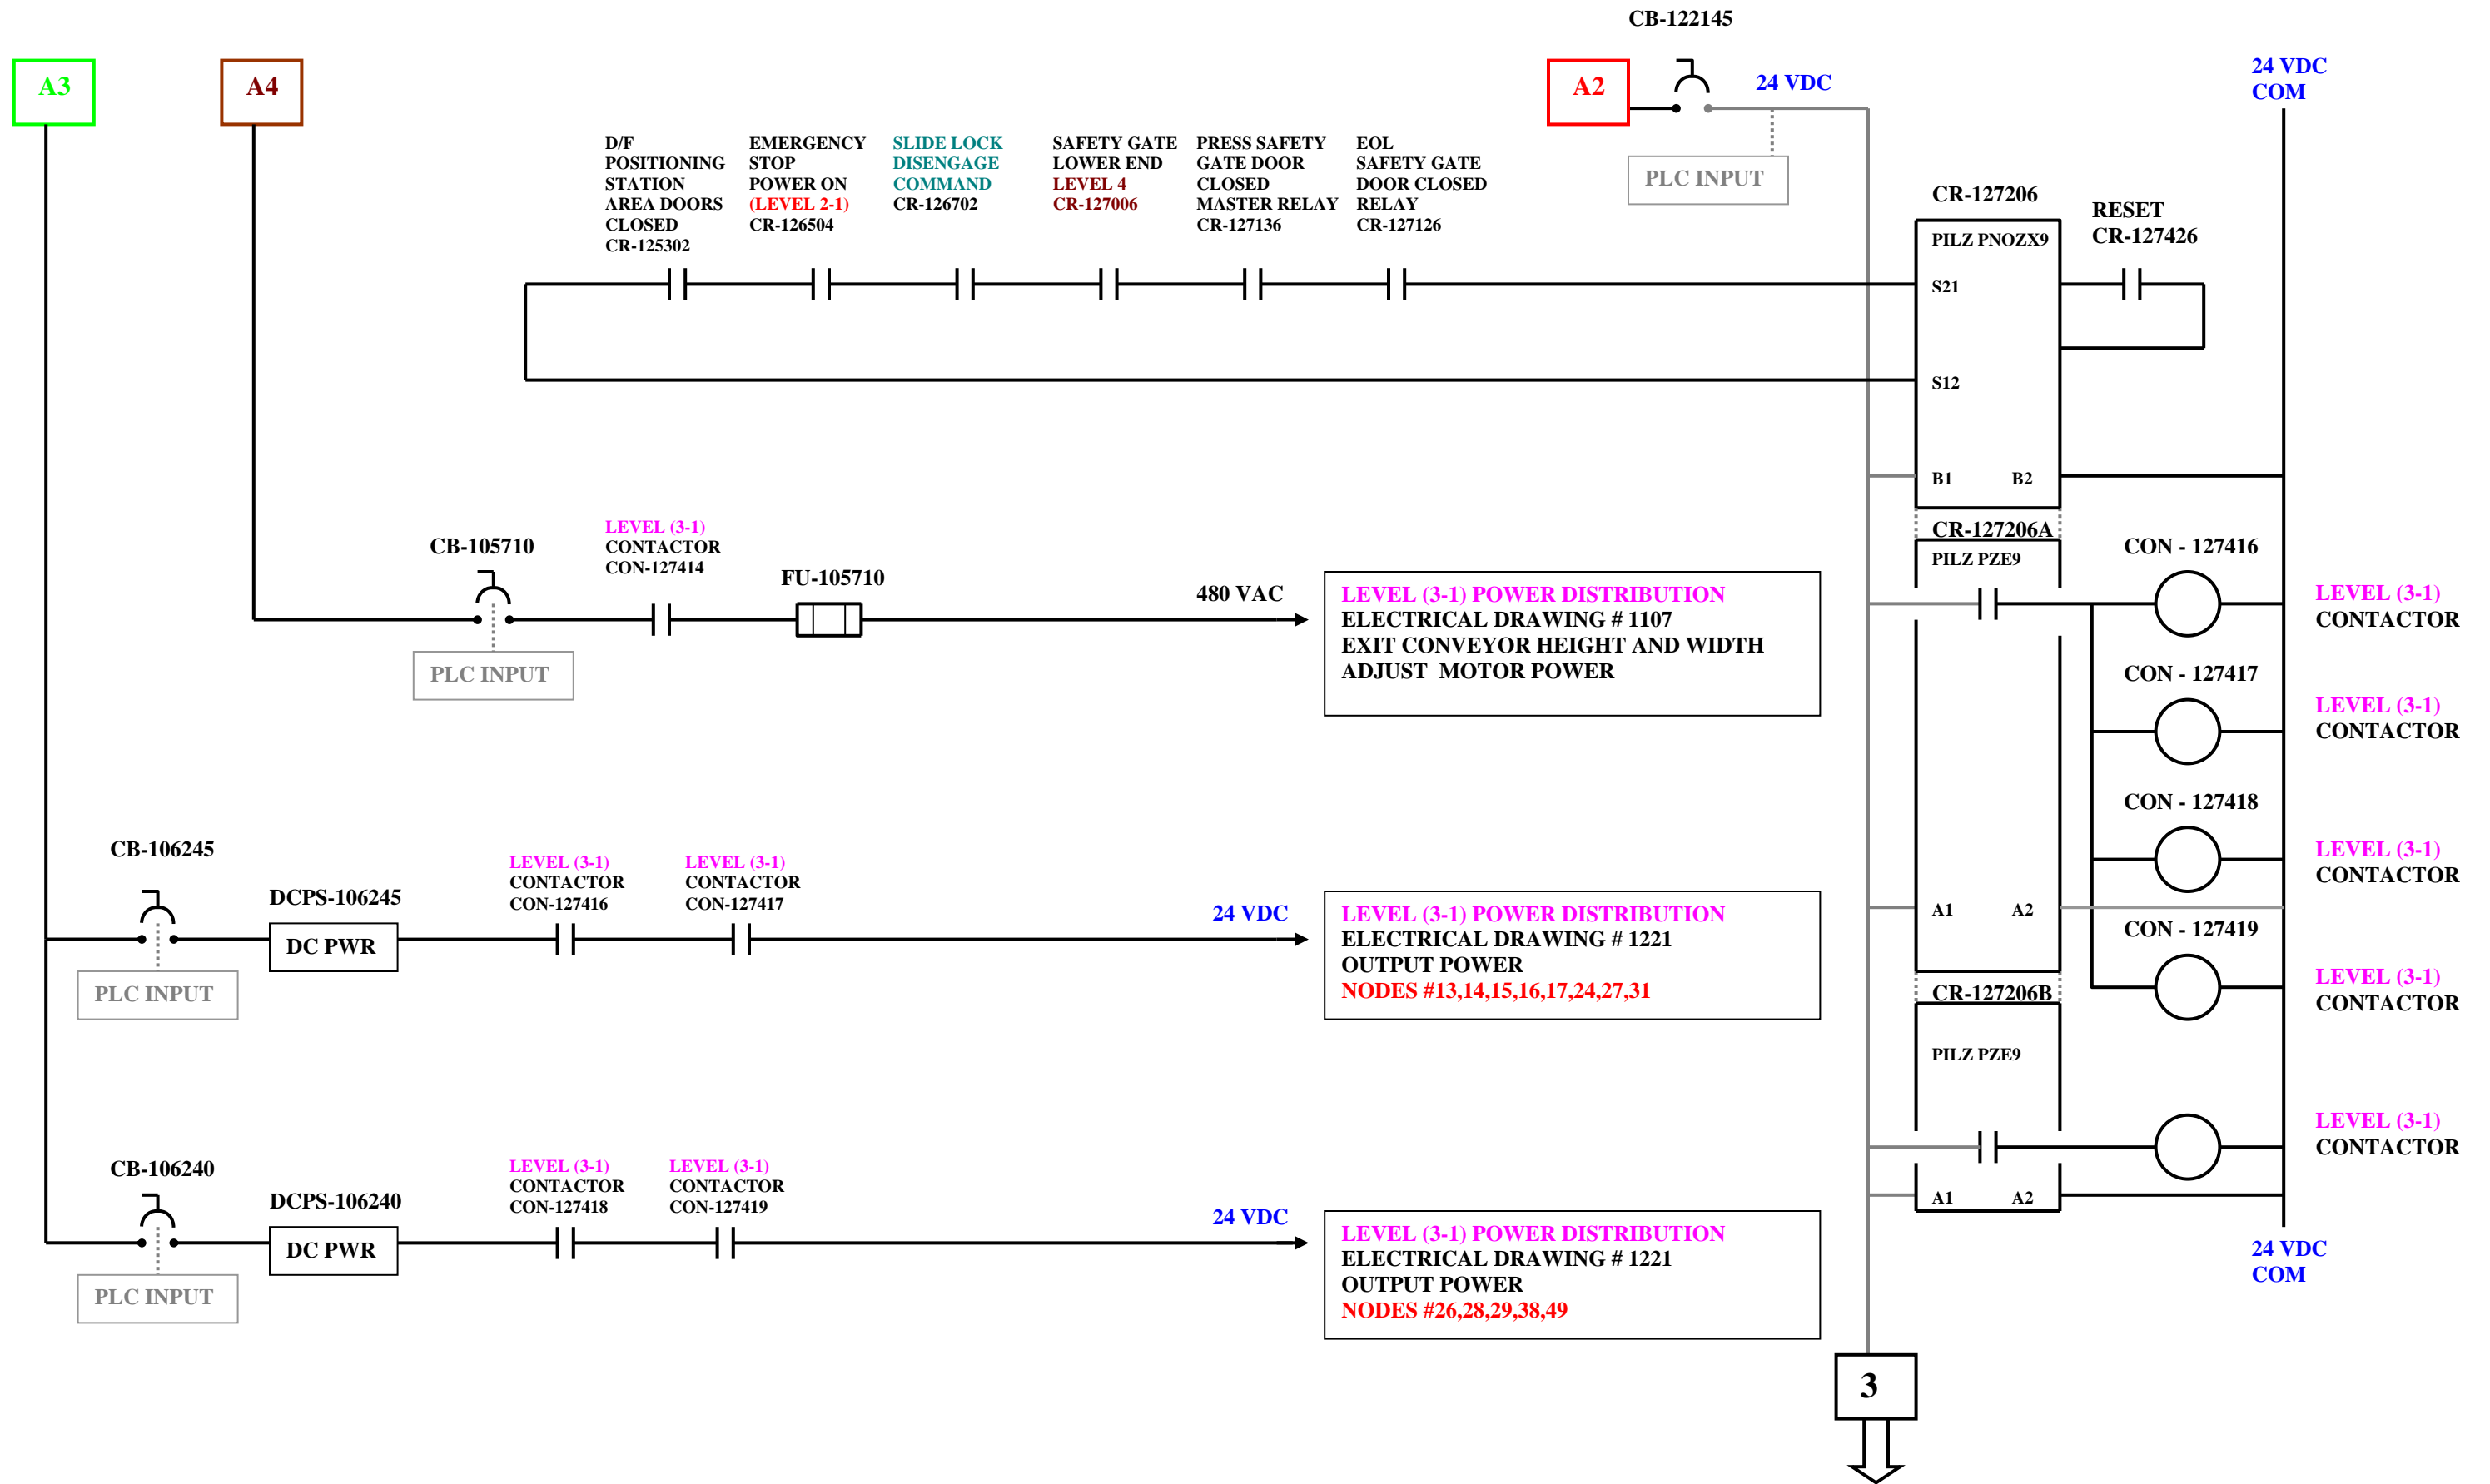 CB-122145
A3
A4
A2
24 VDC
24 VDC
COM
PLC INPUT
D/F
POSITIONING
STATION
AREA DOORS
CLOSED
CR-125302
EMERGENCY
STOP
POWER ON
(LEVEL 2-1)
CR-126504
SLIDE LOCK
DISENGAGE
COMMAND
CR-126702
SAFETY GATE
LOWER END
LEVEL 4
CR-127006
PRESS SAFETY
GATE DOOR
CLOSED
MASTER RELAY
CR-127136
EOL
SAFETY GATE
DOOR CLOSED
RELAY
CR-127126
CR-127206
PILZ PNOZX9
S21
S12
B1 B2
RESET
CR-127426
CB-105710
PLC INPUT
LEVEL (3-1)
CONTACTOR
CON-127414
FU-105710
480 VAC
LEVEL (3-1) POWER DISTRIBUTION
ELECTRICAL DRAWING # 1107
EXIT CONVEYOR HEIGHT AND WIDTH
ADJUST MOTOR POWER
CR-127206A
PILZ PZE9
CON - 127416
LEVEL (3-1)
CONTACTOR
CON - 127417
LEVEL (3-1)
CONTACTOR
CON - 127418
LEVEL (3-1)
CONTACTOR
A1 A2
CON - 127419
LEVEL (3-1)
CONTACTOR
CB-106245
PLC INPUT
DCPS-106245
DC PWR
LEVEL (3-1)
CONTACTOR
CON-127416
LEVEL (3-1)
CONTACTOR
CON-127417
24 VDC
LEVEL (3-1) POWER DISTRIBUTION
ELECTRICAL DRAWING # 1221
OUTPUT POWER
NODES #13,14,15,16,17,24,27,31
CR-127206B
PILZ PZE9
LEVEL (3-1)
CONTACTOR
A1 A2
CB-106240
PLC INPUT
DCPS-106240
DC PWR
LEVEL (3-1)
CONTACTOR
CON-127418
LEVEL (3-1)
CONTACTOR
CON-127419
24 VDC
LEVEL (3-1) POWER DISTRIBUTION
ELECTRICAL DRAWING # 1221
OUTPUT POWER
NODES #26,28,29,38,49
24 VDC
COM
3